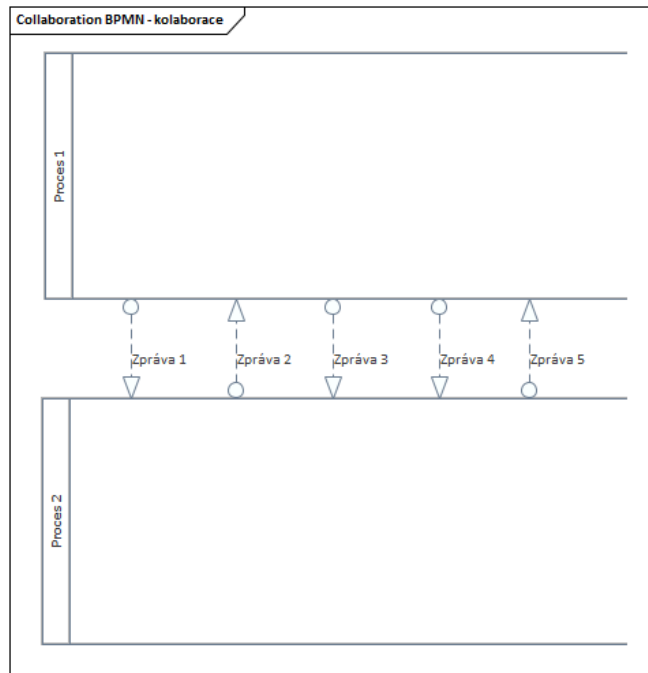 Collaboration BPMN - kolaborace
Proces 1
Zpráva 1
Zpráva 2
Zpráva 3
Zpráva 4
Zpráva 5
Proces 2